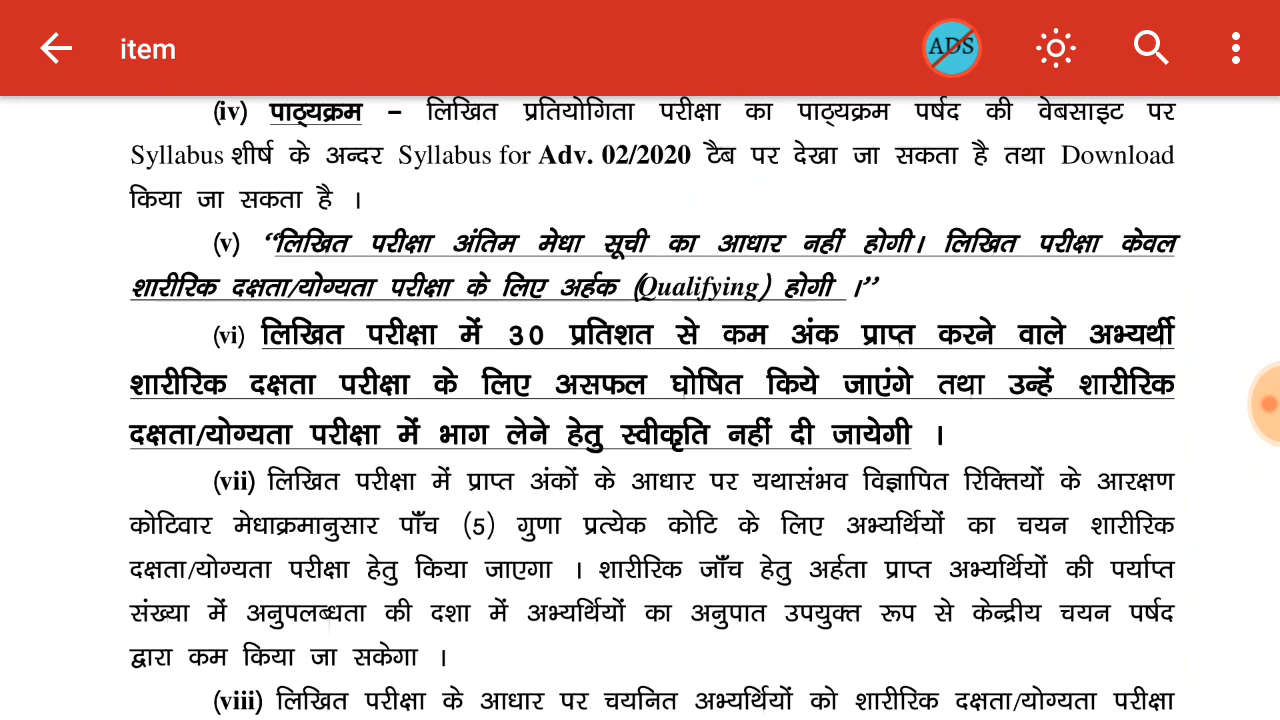 item
ADS
(iv) पाठ्यक्रम – लिखित प्रतियोगिता परीक्षा का पाठ्यक्रम पर्षद की वेबसाइट पर
Syllabus शीर्ष के अन्दर Syllabus for Adv. 02/2020 टैब पर देखा जा सकता है तथा Download
किया जा सकता है ।
(v) “लिखित परीक्षा अंतिम मेधा सूची का आधार नहीं होगी। लिखित परीक्षा केवल
शारीरिक दक्षता/योग्यता परीक्षा के लिए अर्हक (Qualifying) होगी ।”
(vi) लिखित परीक्षा में 30 प्रतिशत से कम अंक प्राप्त करने वाले अभ्यर्थी
शारीरिक दक्षता परीक्षा के लिए असफल घोषित किये जाएंगे तथा उन्हें शारीरिक
दक्षता/योग्यता परीक्षा में भाग लेने हेतु स्वीकृति नहीं दी जायेगी ।
(vii) लिखित परीक्षा में प्राप्त अंकों के आधार पर यथासंभव विज्ञापित रिक्तियों के आरक्षण
कोटिवार मेधाक्रमानुसार पाँच (5) गुणा प्रत्येक कोटि के लिए अभ्यर्थियों का चयन शारीरिक
दक्षता/योग्यता परीक्षा हेतु किया जाएगा । शारीरिक जाँच हेतु अर्हता प्राप्त अभ्यर्थियों की पर्याप्त
संख्या में अनुपलब्धता की दशा में अभ्यर्थियों का अनुपात उपयुक्त रूप से केन्द्रीय चयन पर्षद
द्वारा कम किया जा सकेगा ।
(viii) लिखित परीक्षा के आधार पर चयनित अभ्यर्थियों को शारीरिक दक्षता/योग्यता परीक्षा